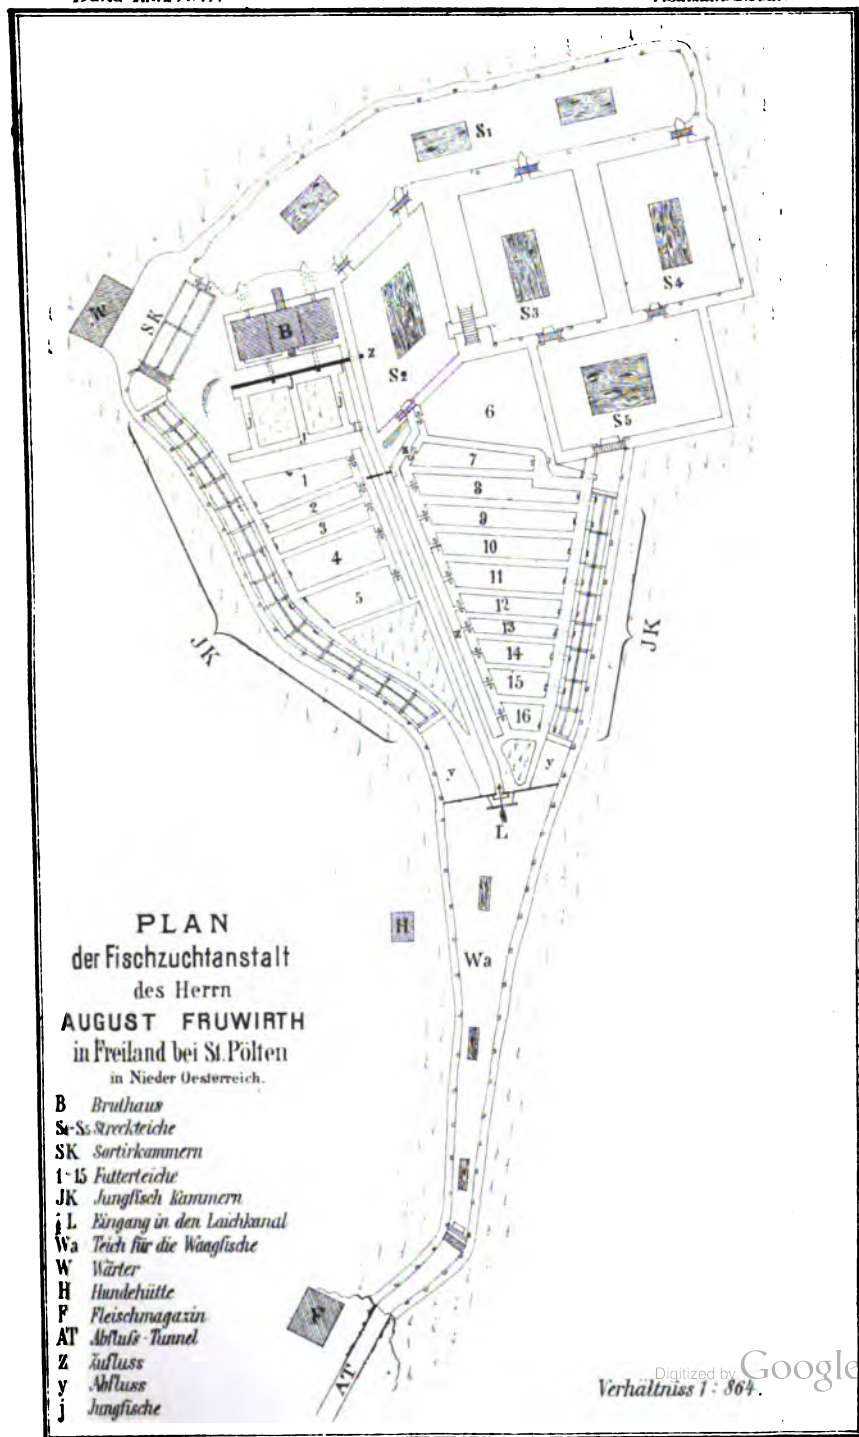 S1
S4
W
SK
B
S3
z
S2
S5
6
j
j
7
1
8
2
9
3
10
4
11
5
12
13
14
JK
JK
15
16
y
y
L
H
Wa
PLAN
der Fischzuchtanstalt
des Herrn
AUGUST FRUWIRTH
in Freiland bei St. Pölten
in Nieder Oesterreich.
B Bruthaus
S1-S5 Streckteiche
SK Sortirkammern
1-15 Futterteiche
JK Jungfisch Kammern
L Eingang in den Laichkanal
Wa Teich für die Waagfische
W Wärter
H Hundehütte
F Fleischmagazin
AT Abfluß-Tunnel
Z Zufluss
y Abfluss
j Jungfische
F
AT
Verhältniss 1 : 864.
Digitized by Google